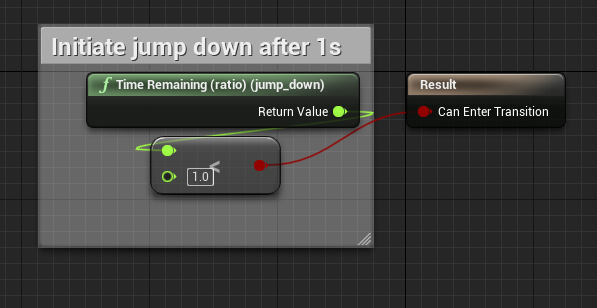 Initiate jump down after 1s
f Time Remaining (ratio) (jump_down)
Return Value
Result
Can Enter Transition
<
1.0